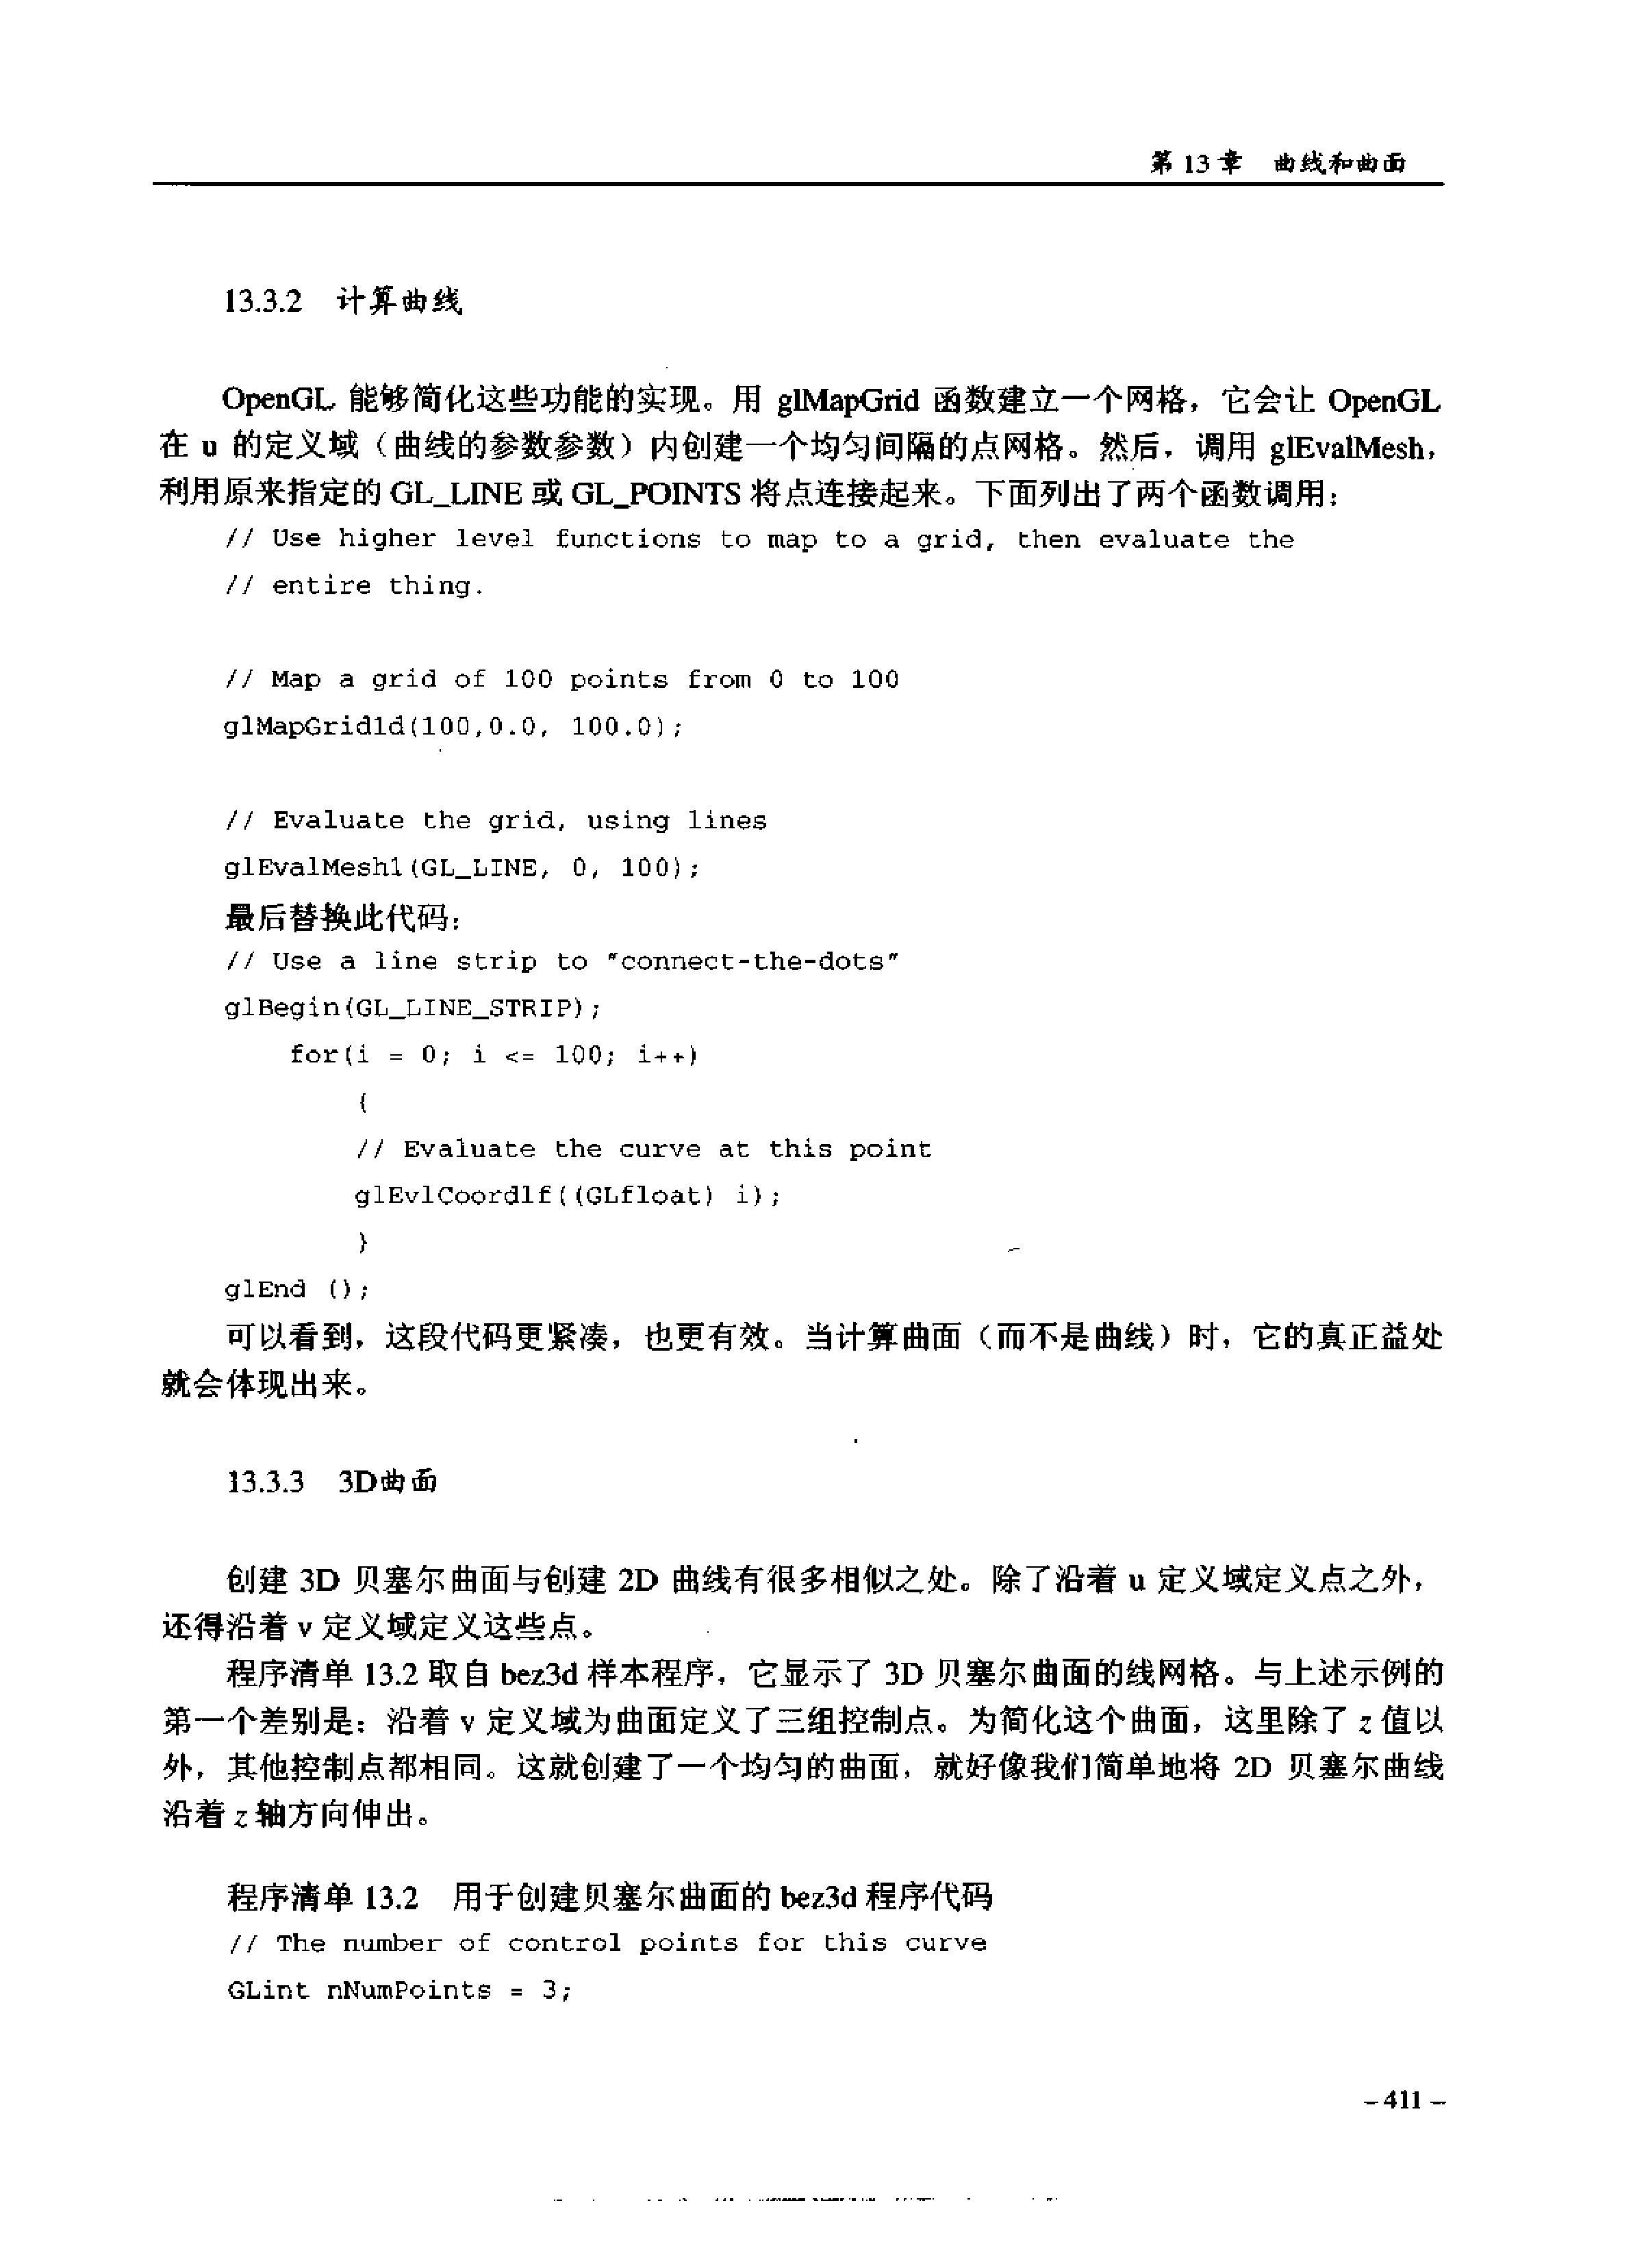 第 13 章 曲线和曲面
13.3.2 计算曲线
OpenGL 能够简化这些功能的实现。用 glMapGrid 函数建立一个网格，它会让 OpenGL
在 u 的定义域（曲线的参数参数）内创建一个均匀间隔的点网格。然后，调用 glEvalMesh，
利用原来指定的 GL_LINE 或 GL_POINTS 将点连接起来。下面列出了两个函数调用：
// Use higher level functions to map to a grid, then evaluate the
// entire thing.
// Map a grid of 100 points from 0 to 100
glMapGrid1d(100,0.0, 100.0);
// Evaluate the grid, using lines
glEvalMesh1(GL_LINE, 0, 100);
最后替换此代码：
// Use a line strip to "connect-the-dots"
glBegin(GL_LINE_STRIP);
for(i = 0; i <= 100; i++)
{
// Evaluate the curve at this point
glEvlCoord1f((GLfloat) i);
}
glEnd ();
可以看到，这段代码更紧凑，也更有效。当计算曲面（而不是曲线）时，它的真正益处
就会体现出来。
13.3.3 3D曲面
创建 3D 贝塞尔曲面与创建 2D 曲线有很多相似之处。除了沿着 u 定义域定义点之外，
还得沿着 v 定义域定义这些点。
程序清单 13.2 取自 bez3d 样本程序，它显示了 3D 贝塞尔曲面的线网格。与上述示例的
第一个差别是：沿着 v 定义域为曲面定义了三组控制点。为简化这个曲面，这里除了 z 值以
外，其他控制点都相同。这就创建了一个均匀的曲面，就好像我们简单地将 2D 贝塞尔曲线
沿着 z 轴方向伸出。
程序清单 13.2 用于创建贝塞尔曲面的 bez3d 程序代码
// The number of control points for this curve
GLint nNumPoints = 3;
– 411 –